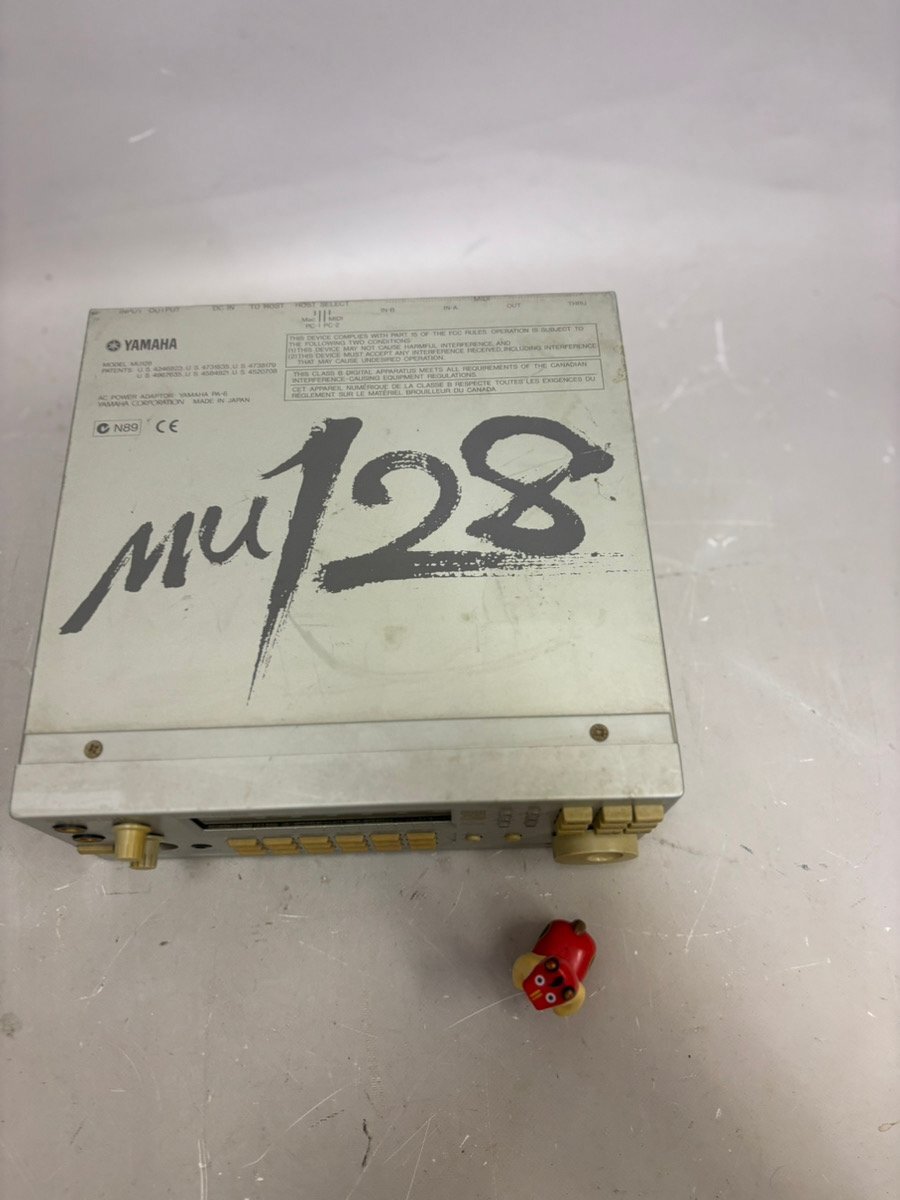 INPUT OUTPUT DC IN TO HOST HOST SELECT IN-B IN-A MIDI OUT THRU
Mac MIDI
PC-1 PC-2
YAMAHA
MODEL MU128
PATENTS U.S. 4246823, U.S. 4731835, U.S. 4738179
U.S. 4967635, U.S. 4584921, U.S. 4520708
AC POWER ADAPTOR: YAMAHA PA-6
YAMAHA CORPORATION MADE IN JAPAN
N89 CE
THIS DEVICE COMPLIES WITH PART 15 OF THE FCC RULES. OPERATION IS SUBJECT TO
THE FOLLOWING TWO CONDITIONS:
(1)THIS DEVICE MAY NOT CAUSE HARMFUL INTERFERENCE, AND
(2)THIS DEVICE MUST ACCEPT ANY INTERFERENCE RECEIVED, INCLUDING INTERFERENCE
THAT MAY CAUSE UNDESIRED OPERATION.
THIS CLASS B DIGITAL APPARATUS MEETS ALL REQUIREMENTS OF THE CANADIAN
INTERFERENCE-CAUSING EQUIPMENT REGULATIONS.
CET APPAREIL NUMÉRIQUE DE LA CLASSE B RESPECTE TOUTES LES EXIGENCES DU
RÈGLEMENT SUR LE MATÉRIEL BROUILLEUR DU CANADA.
MU128